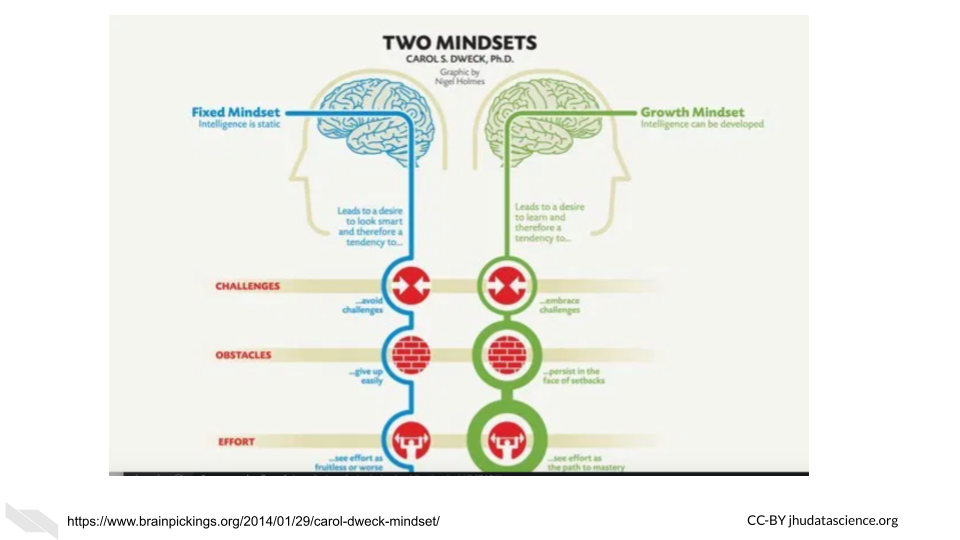 TWO MINDSETS
CAROL S. DWECK, Ph.D.
Graphic by
Nigel Holmes
Fixed Mindset
Intelligence is static
Growth Mindset
Intelligence can be developed
Leads to a desire
to look smart
and therefore a
tendency to...
Leads to a desire
to learn and
therefore a
tendency to...
CHALLENGES
...avoid
challenges
...embrace
challenges
OBSTACLES
...give up
easily
...persist in the
face of setbacks
EFFORT
...see effort as
fruitless or worse
...see effort as
the path to mastery
https://www.brainpickings.org/2014/01/29/carol-dweck-mindset/
CC-BY jhudatascience.org